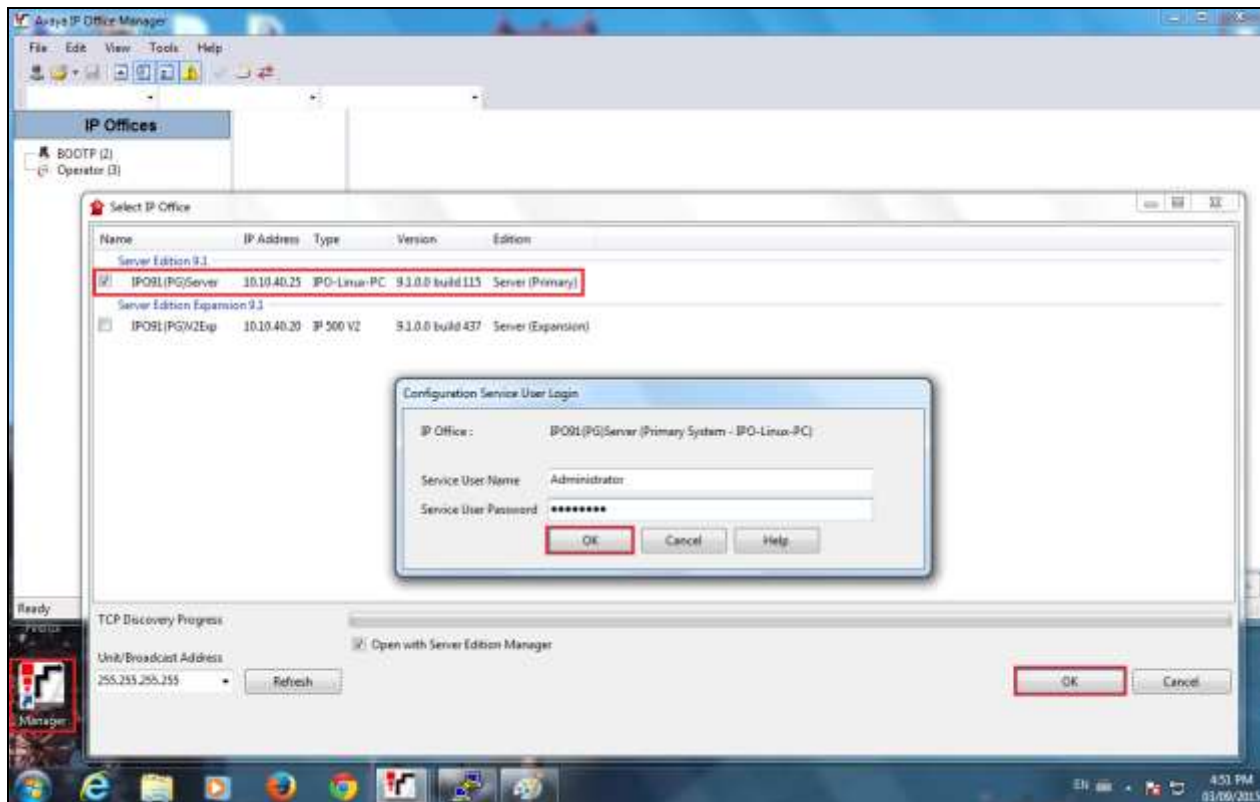 Avaya IP Office Manager
File Edit View Tools Help
IP Offices
BOOTP (2)
Operator (3)
Select IP Office
Name IP Address Type Version Edition
Server Edition 9.1
IPO91(PG)Server 10.10.40.25 IPO-Linux-PC 9.1.0.0 build 115 Server (Primary)
Server Edition Expansion 9.1
IPO91(PG)V2Exp 10.10.40.20 IP 500 V2 9.1.0.0 build 437 Server (Expansion)
Configuration Service User Login
IP Office : IPO91(PG)Server (Primary System - IPO-Linux-PC)
Service User Name Administrator
Service User Password ••••••••
OK Cancel Help
Ready
TCP Discovery Progress
Open with Server Edition Manager
Unit/Broadcast Address
255.255.255.255 Refresh OK Cancel
Manager
EN 4:51 PM